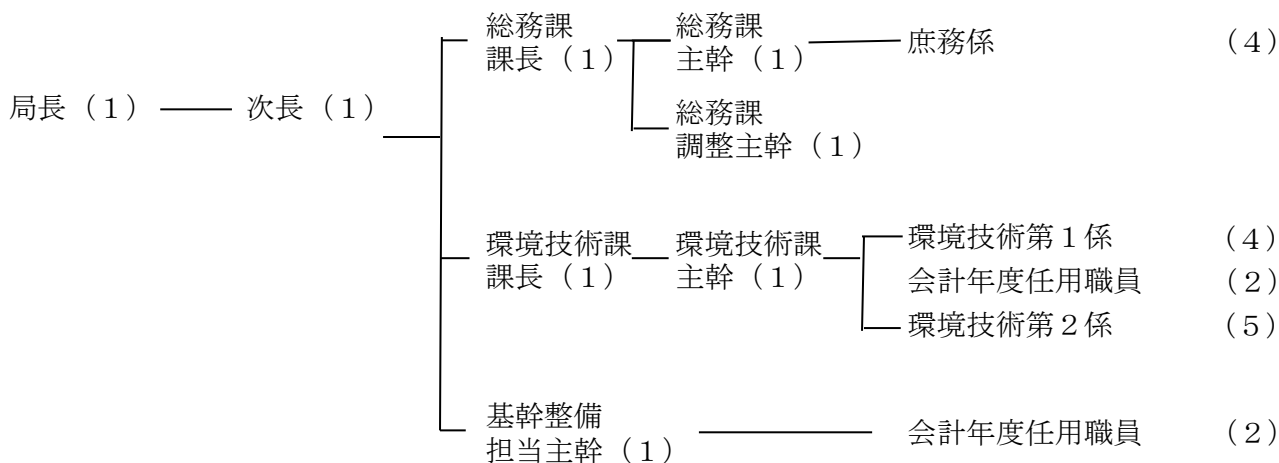 局長（１）
次長（１）
総務課
課長（１）
総務課
主幹（１）
庶務係 （４）
総務課
調整主幹（１）
環境技術課
課長（１）
環境技術課
主幹（１）
環境技術第１係 （４）
会計年度任用職員 （２）
環境技術第２係 （５）
基幹整備
担当主幹（１）
会計年度任用職員 （２）